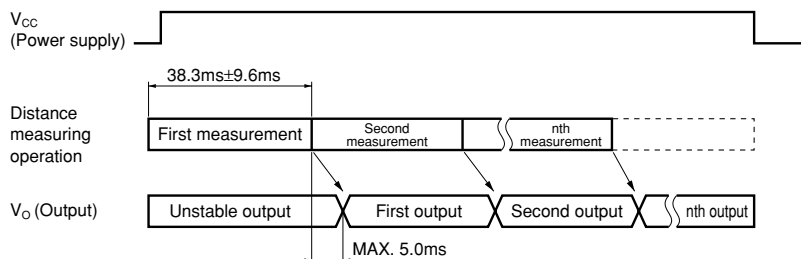 VCC
(Power supply)
38.3ms±9.6ms
Distance
measuring
operation
First measurement
Second
measurement
nth
measurement
VO (Output)
Unstable output
First output
Second output
nth output
MAX. 5.0ms